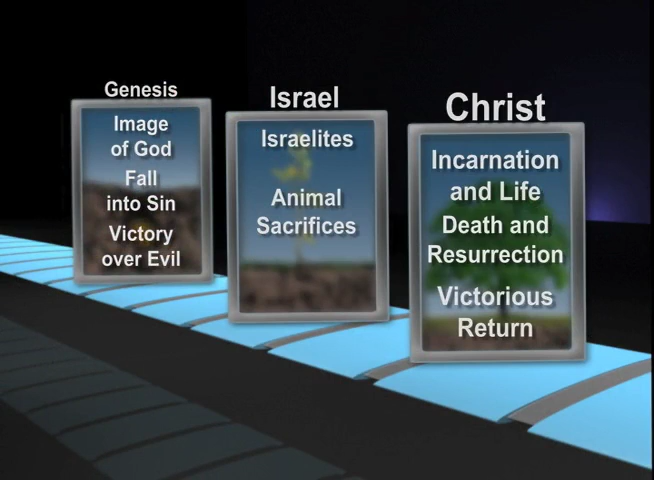 Genesis
Image
of God
Fall
into Sin
Victory
over Evil
Israel
Israelites
Animal
Sacrifices
Christ
Incarnation
and Life
Death and
Resurrection
Victorious
Return